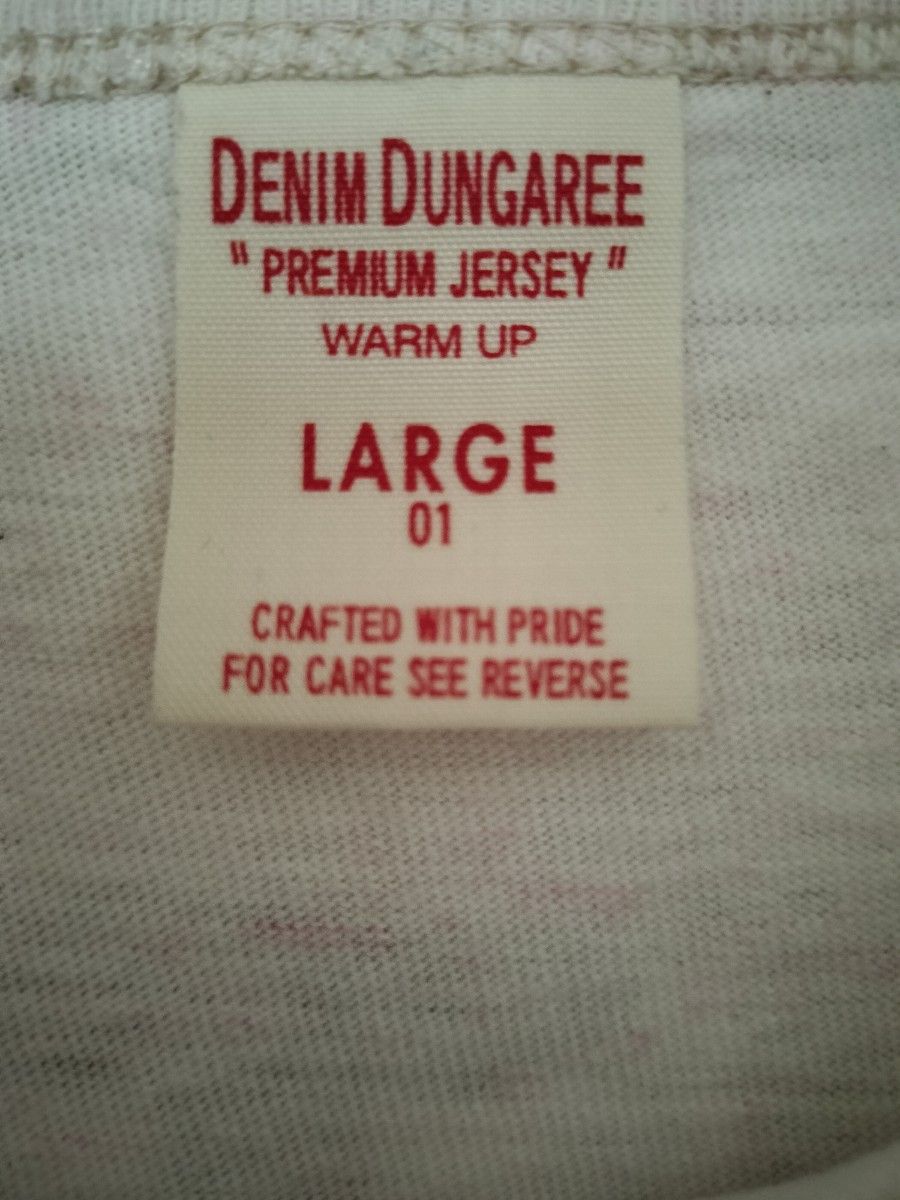 DENIM DUNGAREE
"PREMIUM JERSEY"
WARM UP
LARGE
01
CRAFTED WITH PRIDE
FOR CARE SEE REVERSE